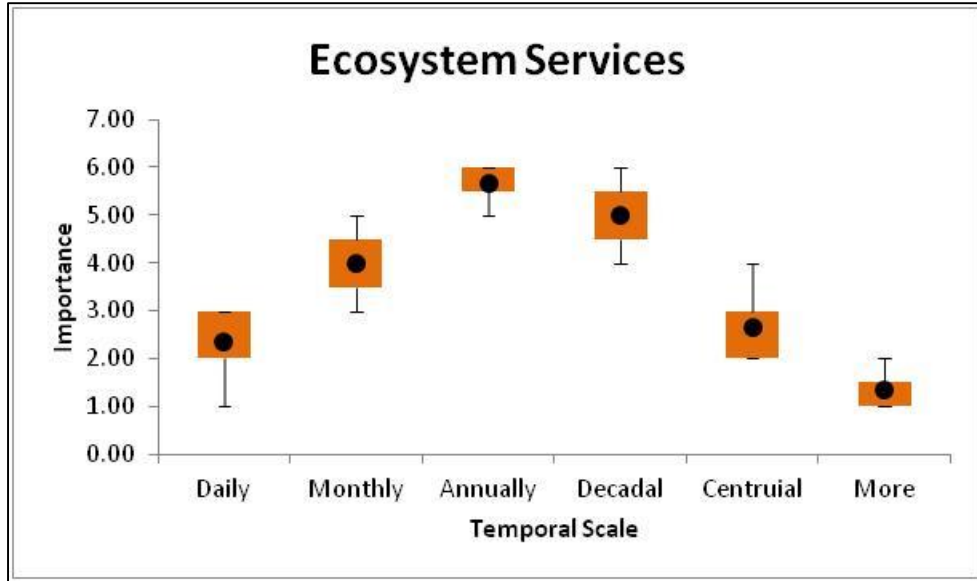 Ecosystem Services
7.00
6.00
5.00
4.00
3.00
2.00
1.00
0.00
Importance
Daily Monthly Annually Decadal Centruial More
Temporal Scale